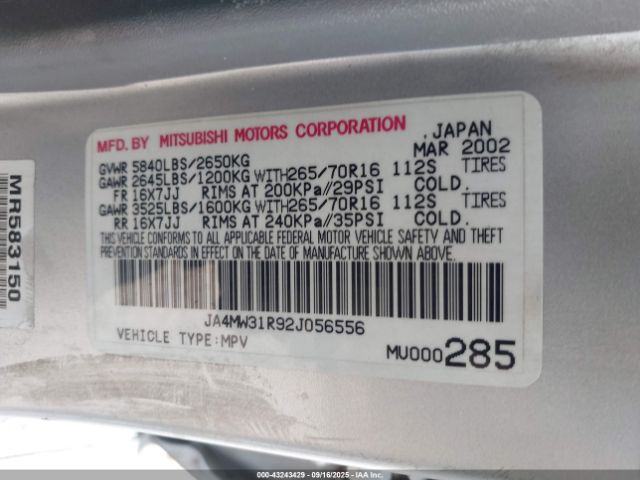 MFD. BY MITSUBISHI MOTORS CORPORATION , JAPAN
MAR 2002
GVWR 5840LBS/2650KG
GAWR 2645LBS/1200KG WITH265/70R16 112S TIRES
FR 16X7JJ RIMS AT 200KPa/29PSI COLD.
GAWR 3525LBS/1600KG WITH265/70R16 112S TIRES
RR 16X7JJ RIMS AT 240KPa/35PSI COLD.
THIS VEHICLE CONFORMS TO ALL APPLICABLE FEDERAL MOTOR VEHICLE SAFETY AND THEFT
PREVENTION STANDARDS IN EFFECT ON THE DATE OF MANUFACTURE SHOWN ABOVE.
JA4MW31R92J056556
VEHICLE TYPE:MPV
MU000285
MR583150
000-43243429 09/16/2025 IAA Inc.